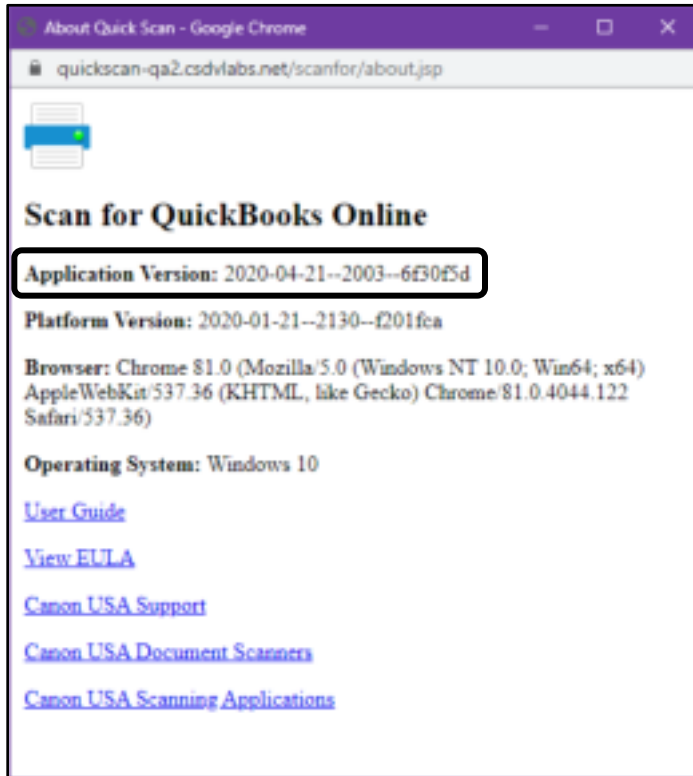 About Quick Scan - Google Chrome
quickscan-qa2.csdvlabs.net/scanfor/about.jsp
Scan for QuickBooks Online
Application Version: 2020-04-21--2003--6f30f5d
Platform Version: 2020-01-21--2130--f201fca
Browser: Chrome 81.0 (Mozilla/5.0 (Windows NT 10.0; Win64; x64)
AppleWebKit/537.36 (KHTML, like Gecko) Chrome/81.0.4044.122
Safari/537.36)
Operating System: Windows 10
User Guide
View EULA
Canon USA Support
Canon USA Document Scanners
Canon USA Scanning Applications